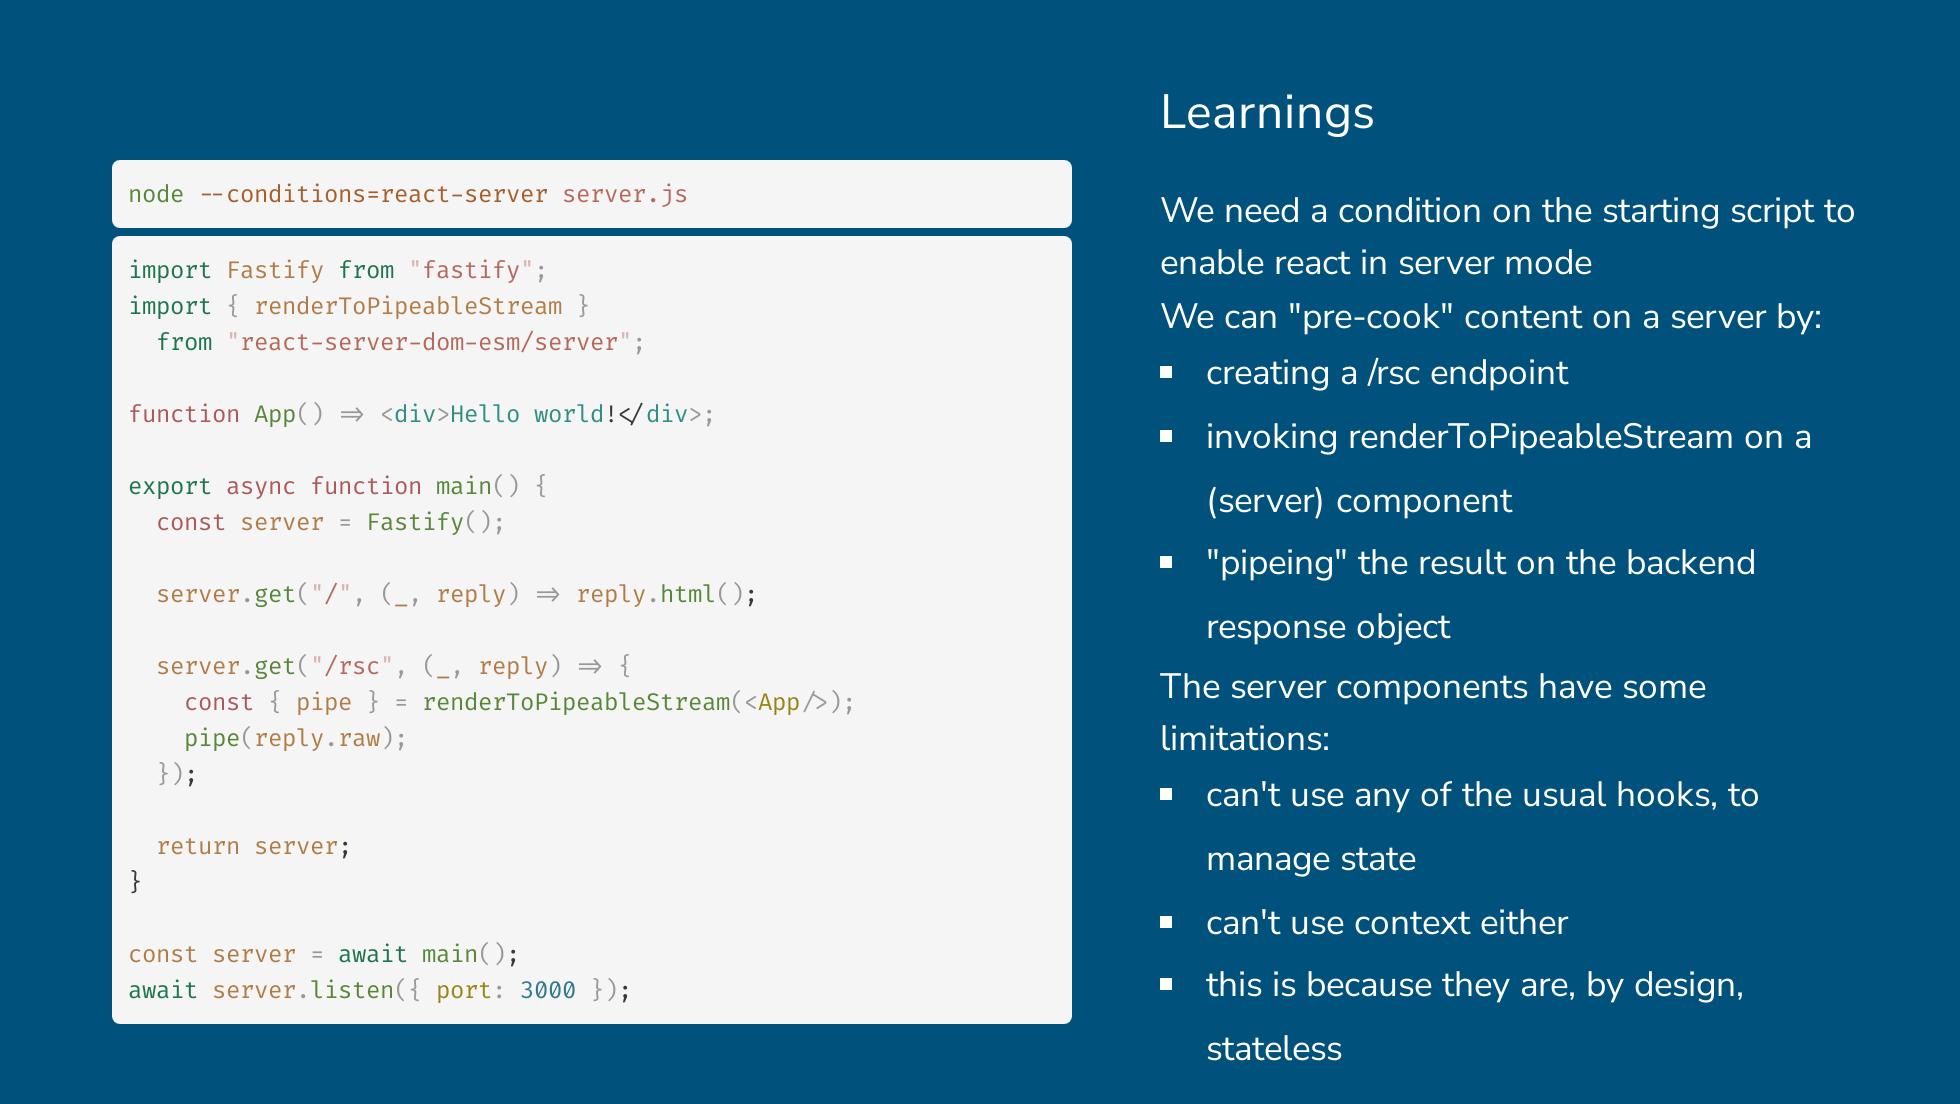 node --conditions=react-server server.js
import Fastify from "fastify";
import { renderToPipeableStream }
  from "react-server-dom-esm/server";

function App() => <div>Hello world!</div>;

export async function main() {
  const server = Fastify();

  server.get("/", (_, reply) => reply.html();

  server.get("/rsc", (_, reply) => {
    const { pipe } = renderToPipeableStream(<App/>);
    pipe(reply.raw);
  });

  return server;
}

const server = await main();
await server.listen({ port: 3000 });
Learnings
We need a condition on the starting script to
enable react in server mode
We can "pre-cook" content on a server by:
▪ creating a /rsc endpoint
▪ invoking renderToPipeableStream on a
(server) component
▪ "pipeing" the result on the backend
response object
The server components have some
limitations:
▪ can't use any of the usual hooks, to
manage state
▪ can't use context either
▪ this is because they are, by design,
stateless